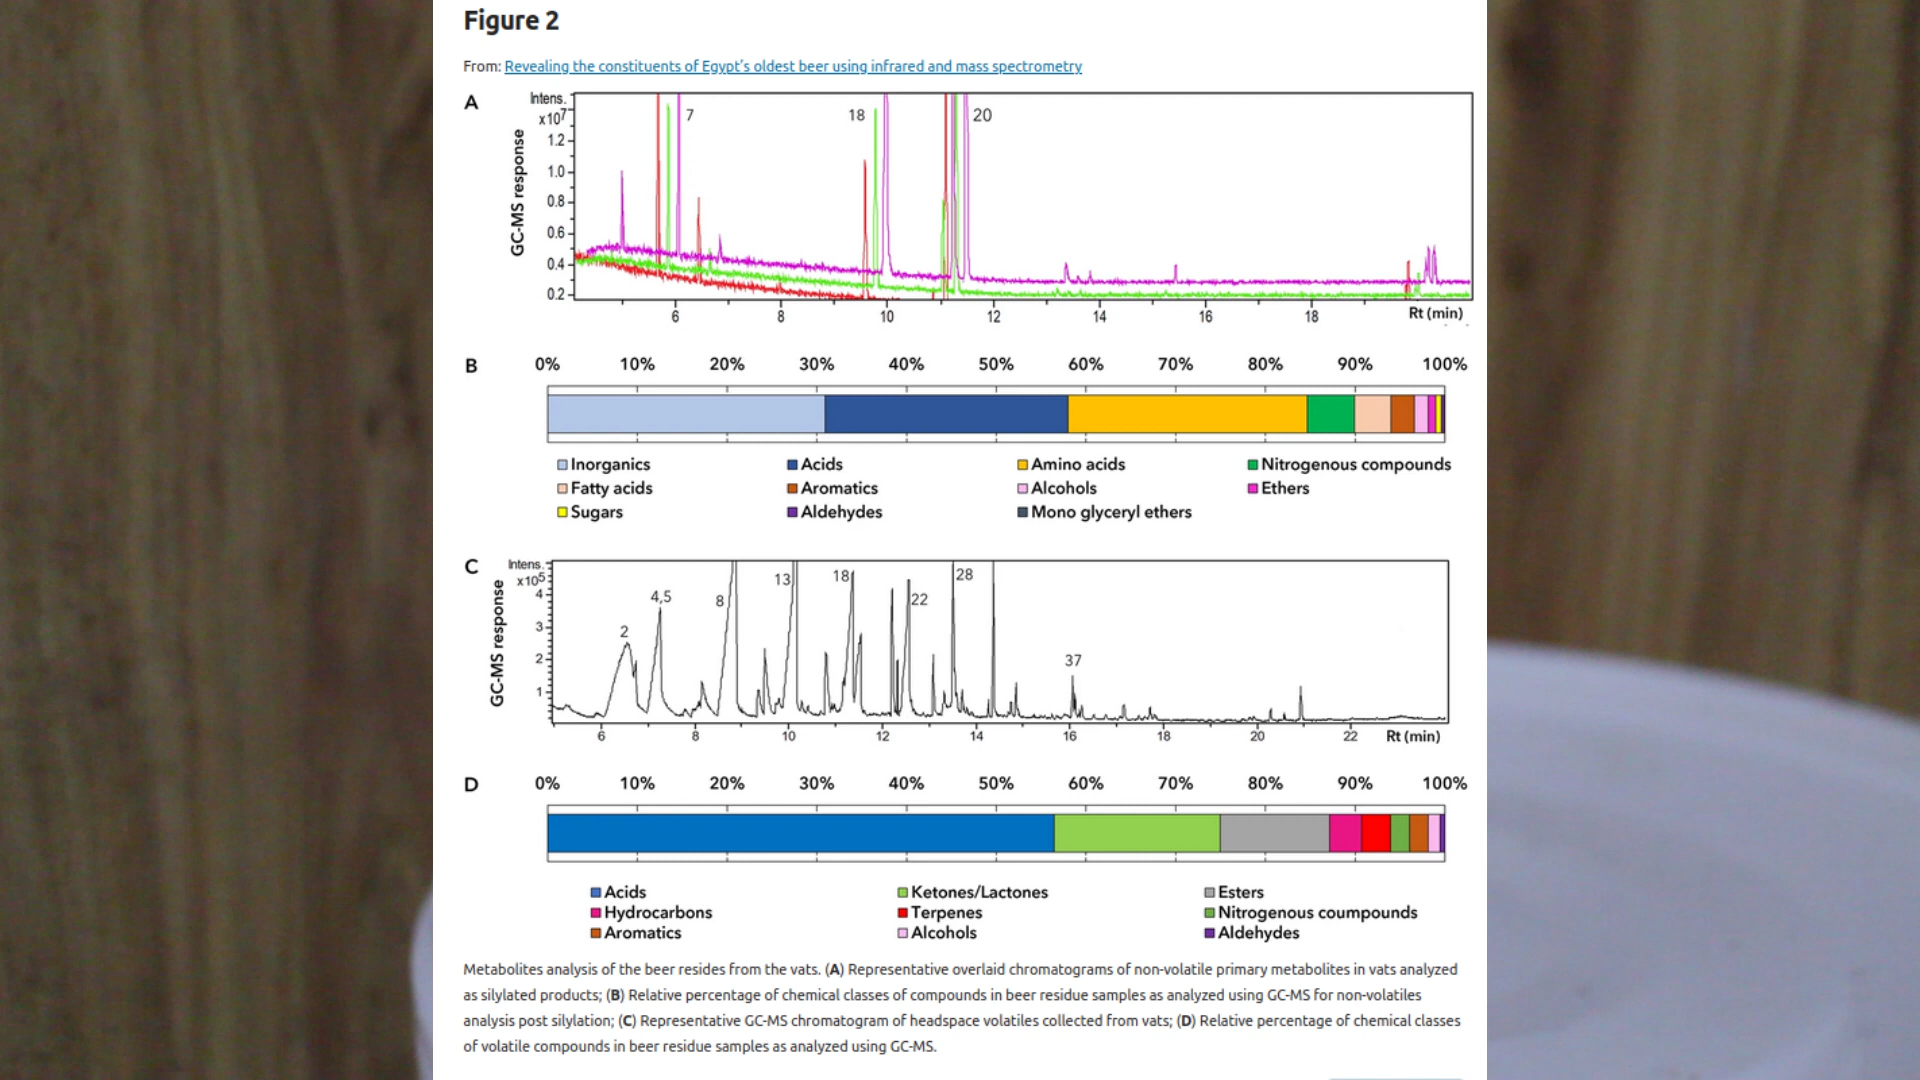 Figure 2
From: Revealing the constituents of Egypt's oldest beer using infrared and mass spectrometry
A
Intens.
x10⁷
GC-MS response
1.2
1.0
0.8
0.6
0.4
0.2
7
18
20
6 8 10 12 14 16 18 Rt (min)
B
0% 10% 20% 30% 40% 50% 60% 70% 80% 90% 100%
Inorganics Acids Amino acids Nitrogenous compounds
Fatty acids Aromatics Alcohols Ethers
Sugars Aldehydes Mono glyceryl ethers
C
Intens.
x10⁵
GC-MS response
4
3
2
1
2 4,5 8 13 18 22 28 37
6 8 10 12 14 16 18 20 22 Rt (min)
D
0% 10% 20% 30% 40% 50% 60% 70% 80% 90% 100%
Acids Ketones/Lactones Esters
Hydrocarbons Terpenes Nitrogenous coumpounds
Aromatics Alcohols Aldehydes
Metabolites analysis of the beer resides from the vats. (A) Representative overlaid chromatograms of non-volatile primary metabolites in vats analyzed
as silylated products; (B) Relative percentage of chemical classes of compounds in beer residue samples as analyzed using GC-MS for non-volatiles
analysis post silylation; (C) Representative GC-MS chromatogram of headspace volatiles collected from vats; (D) Relative percentage of chemical classes
of volatile compounds in beer residue samples as analyzed using GC-MS.